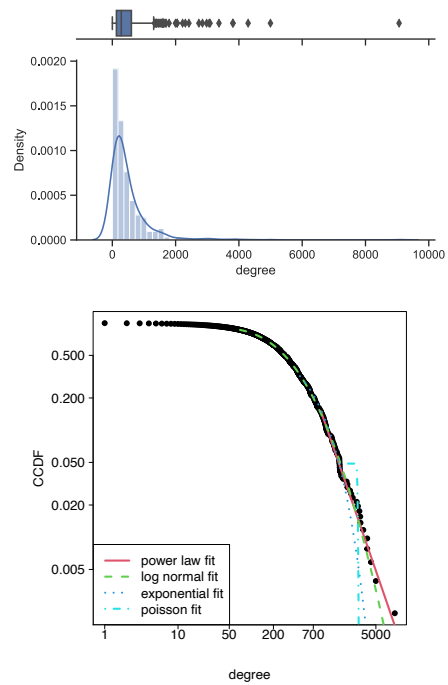 0.0020
0.0015
0.0010
0.0005
0.0000
Density
0 2000 4000 6000 8000 10000
degree
0.500
0.200
0.050
0.020
0.005
CCDF
power law fit
log normal fit
exponential fit
poisson fit
1 10 50 200 700 5000
degree